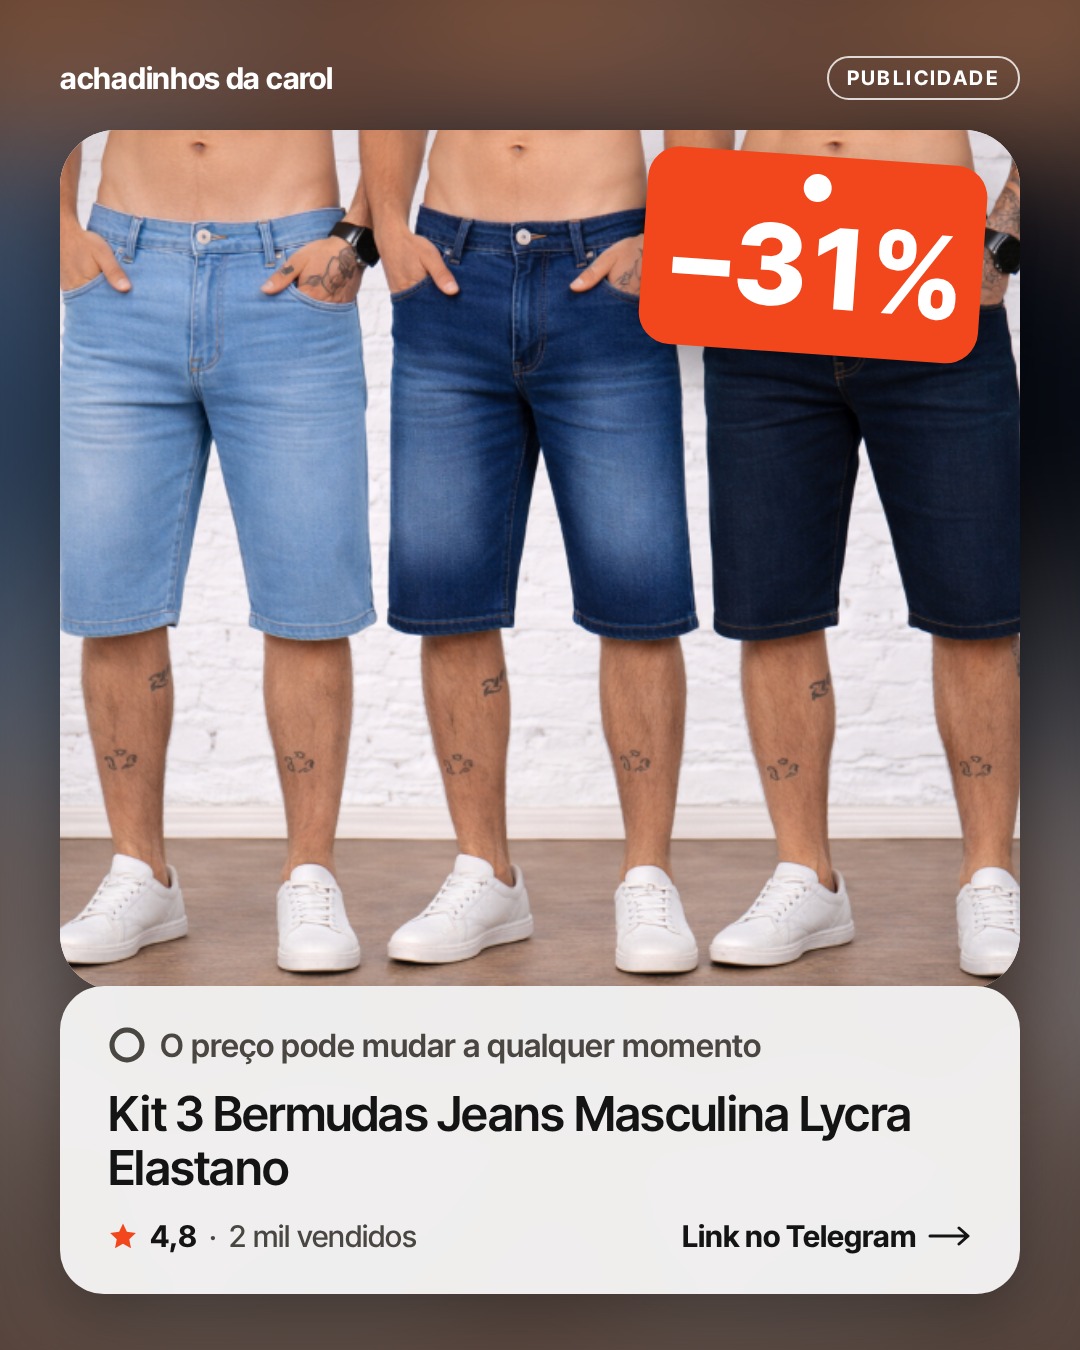 achadinhos da carol
PUBLICIDADE
−31%
O preço pode mudar a qualquer momento
Kit 3 Bermudas Jeans Masculina Lycra
Elastano
4,8 · 2 mil vendidos
Link no Telegram →